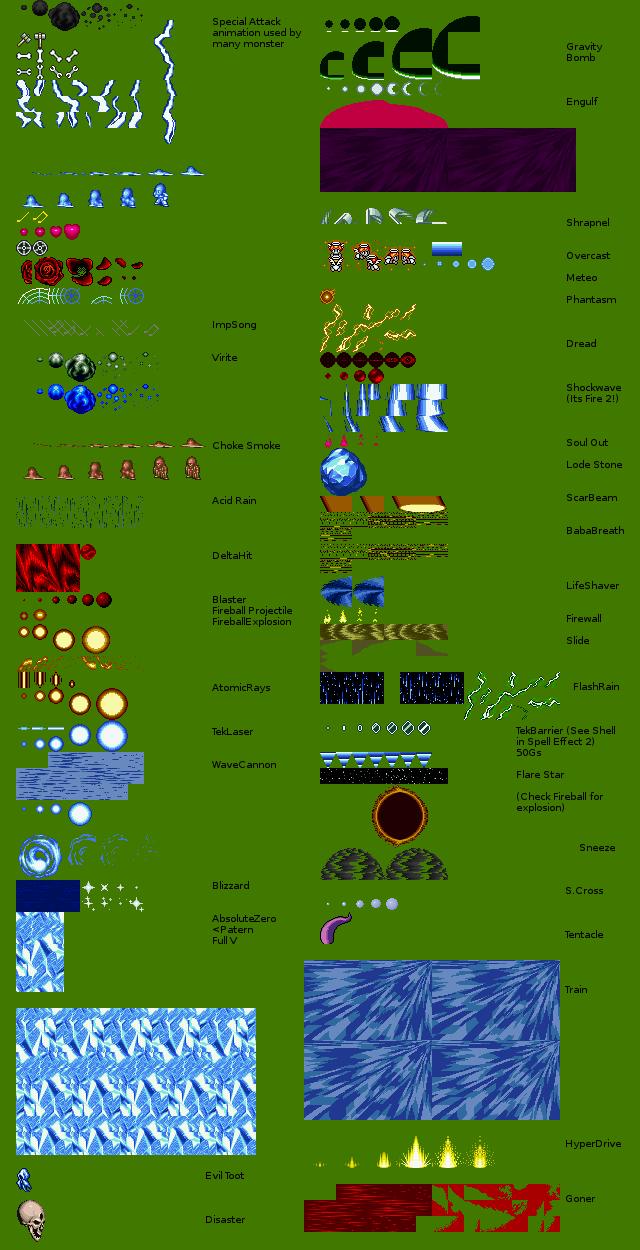 Special Attack
animation used by
many monster
ImpSong
Virite
Choke Smoke
Acid Rain
DeltaHit
Blaster
Fireball Projectile
FireballExplosion
AtomicRays
TekLaser
WaveCannon
Blizzard
AbsoluteZero
<Patern
Full V
Evil Toot
Disaster
Gravity
Bomb
Engulf
Shrapnel
Overcast
Meteo
Phantasm
Dread
Shockwave
(Its Fire 2!)
Soul Out
Lode Stone
ScarBeam
BabaBreath
LifeShaver
Firewall
Slide
FlashRain
TekBarrier (See Shell
in Spell Effect 2)
50Gs
Flare Star
(Check Fireball for
explosion)
Sneeze
S.Cross
Tentacle
Train
HyperDrive
Goner